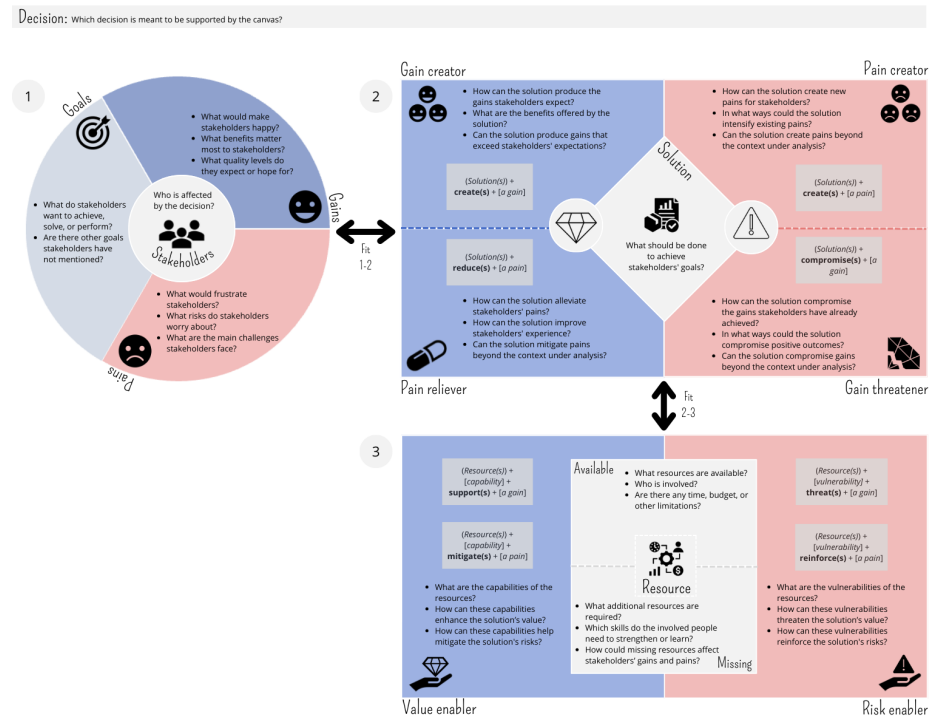 Decision: Which decision is meant to be supported by the canvas?
1
Goals
• What would make
stakeholders happy?
• What benefits matter
most to stakeholders?
• What quality levels do
they expect or hope for?
Gains
• What do stakeholders
want to achieve,
solve, or perform?
• Are there other goals
stakeholders have
not mentioned?
Who is affected
by the decision?
Stakeholders
• What would frustrate
stakeholders?
• What risks do stakeholders
worry about?
• What are the main challenges
stakeholders face?
Pains
Fit
1-2
2
Gain creator
• How can the solution produce the
gains stakeholders expect?
• What are the benefits offered by the
solution?
• Can the solution produce gains that
exceed stakeholders' expectations?
(Solution(s)) +
create(s) + [a gain]
(Solution(s)) +
reduce(s) + [a pain]
• How can the solution alleviate
stakeholders' pains?
• How can the solution improve
stakeholders' experience?
• Can the solution mitigate pains
beyond the context under analysis?
Pain reliever
Solution
What should be done
to achieve
stakeholders' goals?
Pain creator
• How can the solution create new
pains for stakeholders?
• In what ways could the solution
intensify existing pains?
• Can the solution create pains beyond
the context under analysis?
(Solution(s)) +
create(s) + [a pain]
(Solution(s)) +
compromise(s) + [a
gain]
• How can the solution compromise
the gains stakeholders have already
achieved?
• In what ways could the solution
compromise positive outcomes?
• Can the solution compromise gains
beyond the context under analysis?
Gain threatener
Fit
2-3
3
(Resource(s)) +
[capability] +
support(s) + [a gain]
(Resource(s)) +
[capability] +
mitigate(s) + [a pain]
• What are the capabilities of the
resources?
• How can these capabilities
enhance the solution's value?
• How can these capabilities help
mitigate the solution's risks?
Value enabler
Available
• What resources are available?
• Who is involved?
• Are there any time, budget, or
other limitations?
Resource
• What additional resources are
required?
• Which skills do the involved people
need to strengthen or learn?
• How could missing resources affect
stakeholders' gains and pains?
Missing
(Resource(s)) +
[vulnerability] +
threat(s) + [a gain]
(Resource(s)) +
[vulnerability] +
reinforce(s) + [a pain]
• What are the vulnerabilities of the
resources?
• How can these vulnerabilities
threaten the solution's value?
• How can these vulnerabilities
reinforce the solution's risks?
Risk enabler